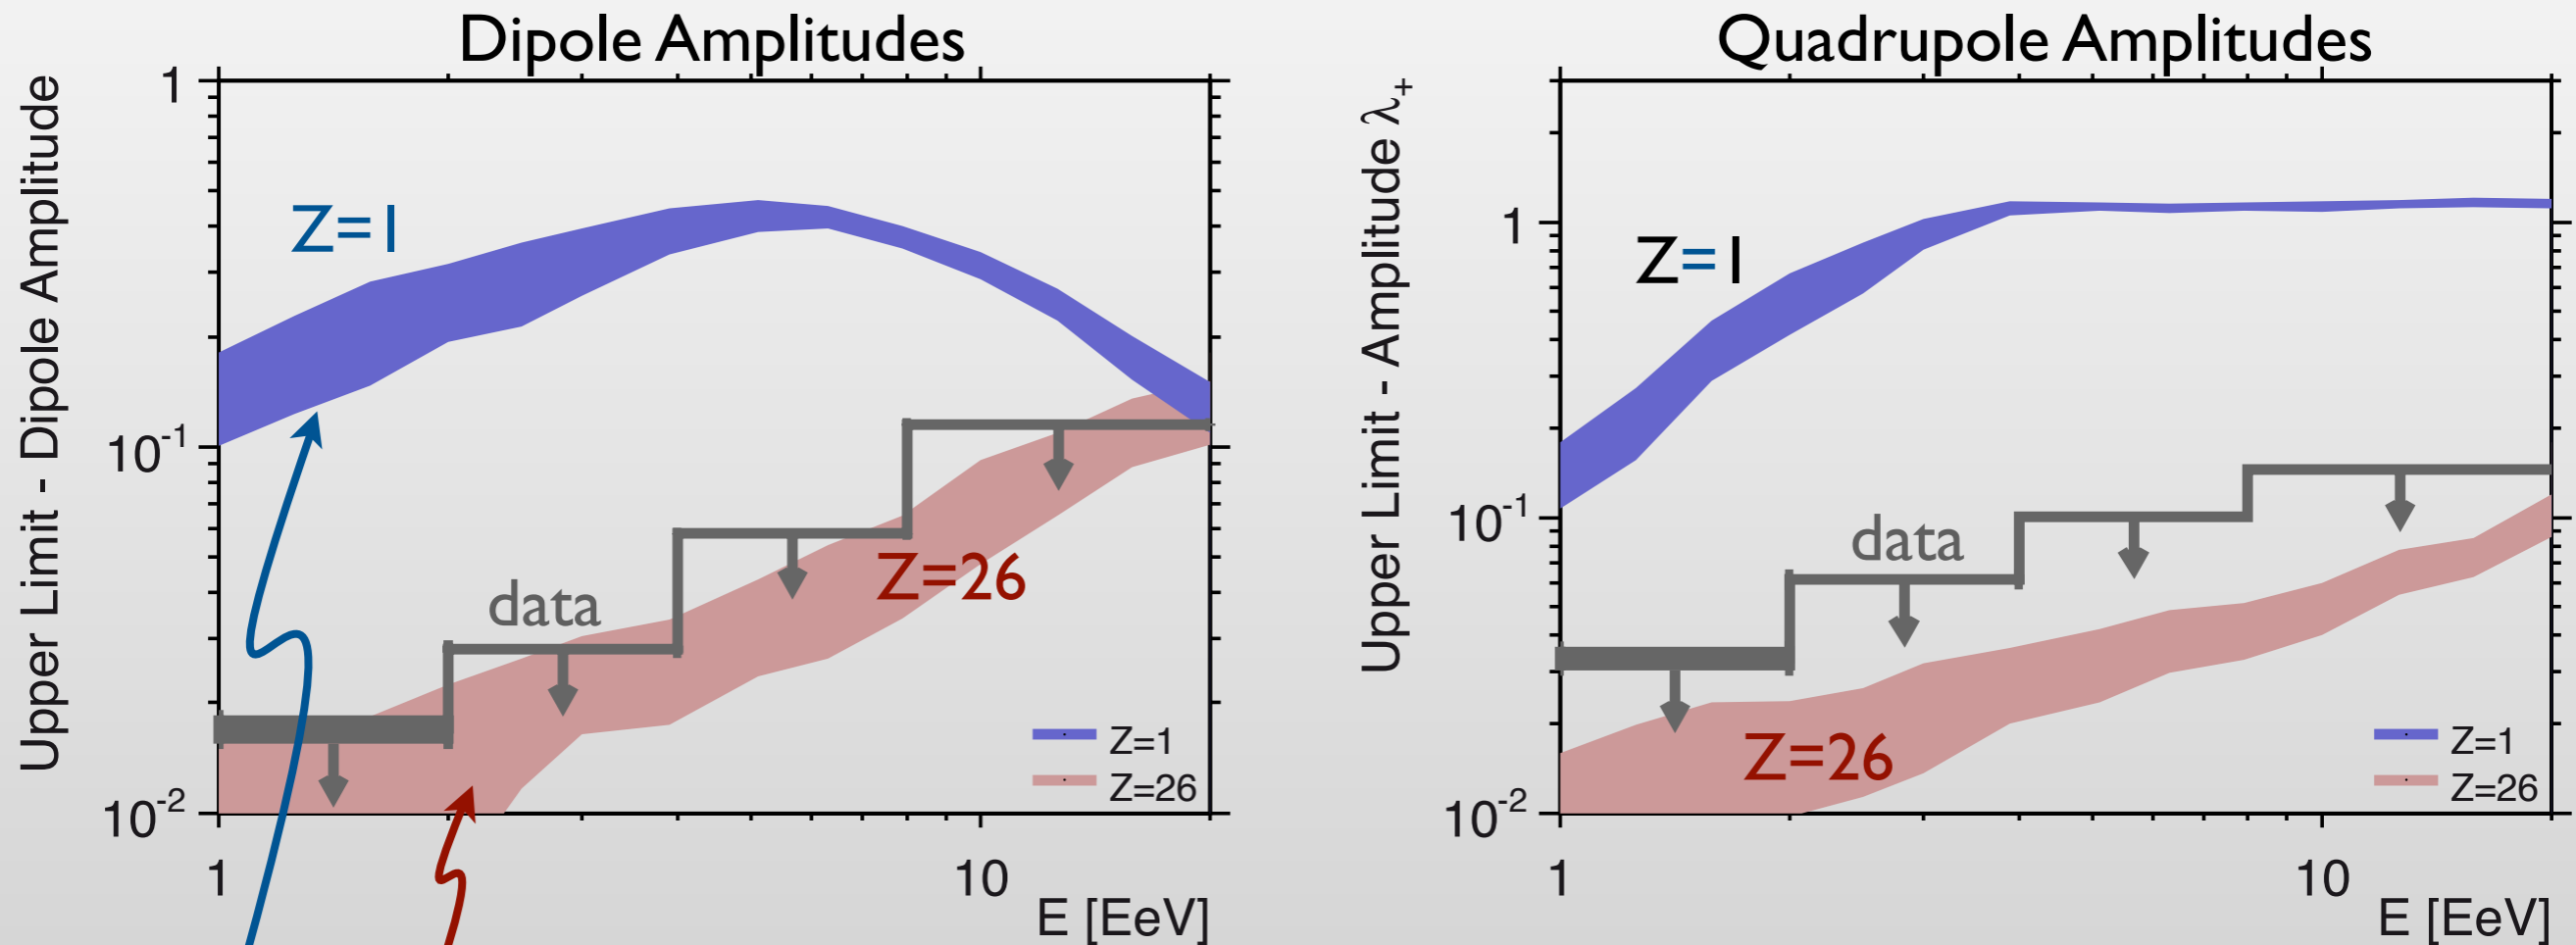 Dipole Amplitudes
Upper Limit - Dipole Amplitude
1
10-1
10-2
Z=1
data
Z=26
Z=1
Z=26
1
10
E [EeV]
Quadrupole Amplitudes
Upper Limit - Amplitude λ+
1
10-1
10-2
Z=1
data
Z=26
Z=1
Z=26
1
10
E [EeV]